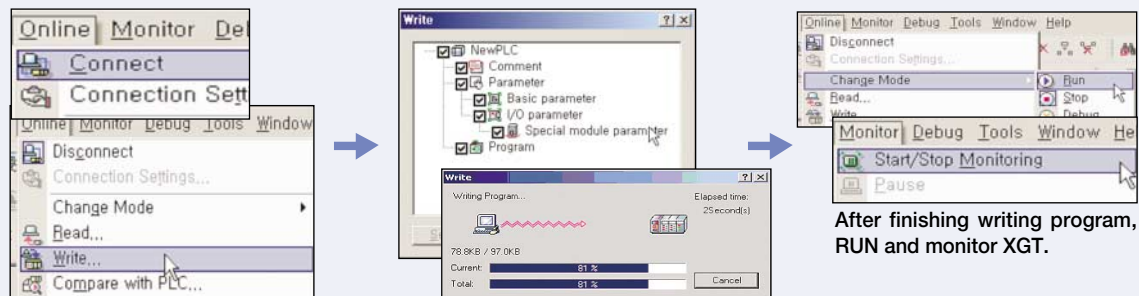 Online Monitor Del
Connect
Connection Sett
Online Monitor Debug Tools Window
Disconnect
Connection Settings...
Change Mode
Read...
Write...
Compare with PLC...
Write
NewPLC
Comment
Parameter
Basic parameter
I/O parameter
Special module parameter
Program
Write
Writing Program...
Elapsed time:
2Second(s)
78.8KB / 97.0KB
Current: 81 %
Total: 81 %
Cancel
Online Monitor Debug Tools Window Help
Disconnect
Connection Settings...
Change Mode
Run
Read...
Stop
Write
Debug
Monitor Debug Tools Window He
Start/Stop Monitoring
Pause
After finishing writing program,
RUN and monitor XGT.